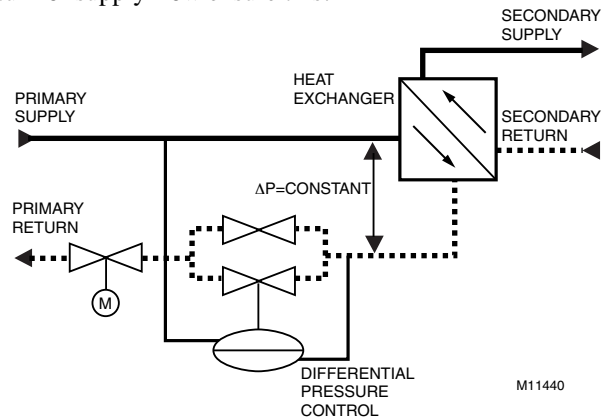 SECONDARY
SUPPLY
HEAT
EXCHANGER
PRIMARY
SUPPLY
SECONDARY
RETURN
ΔP=CONSTANT
PRIMARY
RETURN
M
DIFFERENTIAL
PRESSURE
CONTROL
M11440